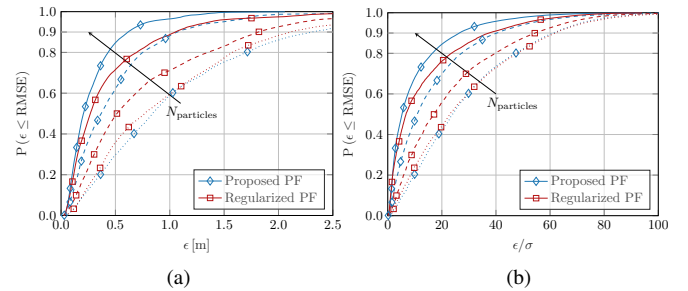 1.0
0.9
0.8
0.6
0.4
0.2
0.0
P (ϵ ≤ RMSE)
N_particles
Proposed PF
Regularized PF
0.0 0.5 1.0 1.5 2.0 2.5
ϵ [m]
(a)
1.0
0.9
0.8
0.6
0.4
0.2
0.0
P (ϵ ≤ RMSE)
N_particles
Proposed PF
Regularized PF
0 20 40 60 80 100
ϵ/σ
(b)